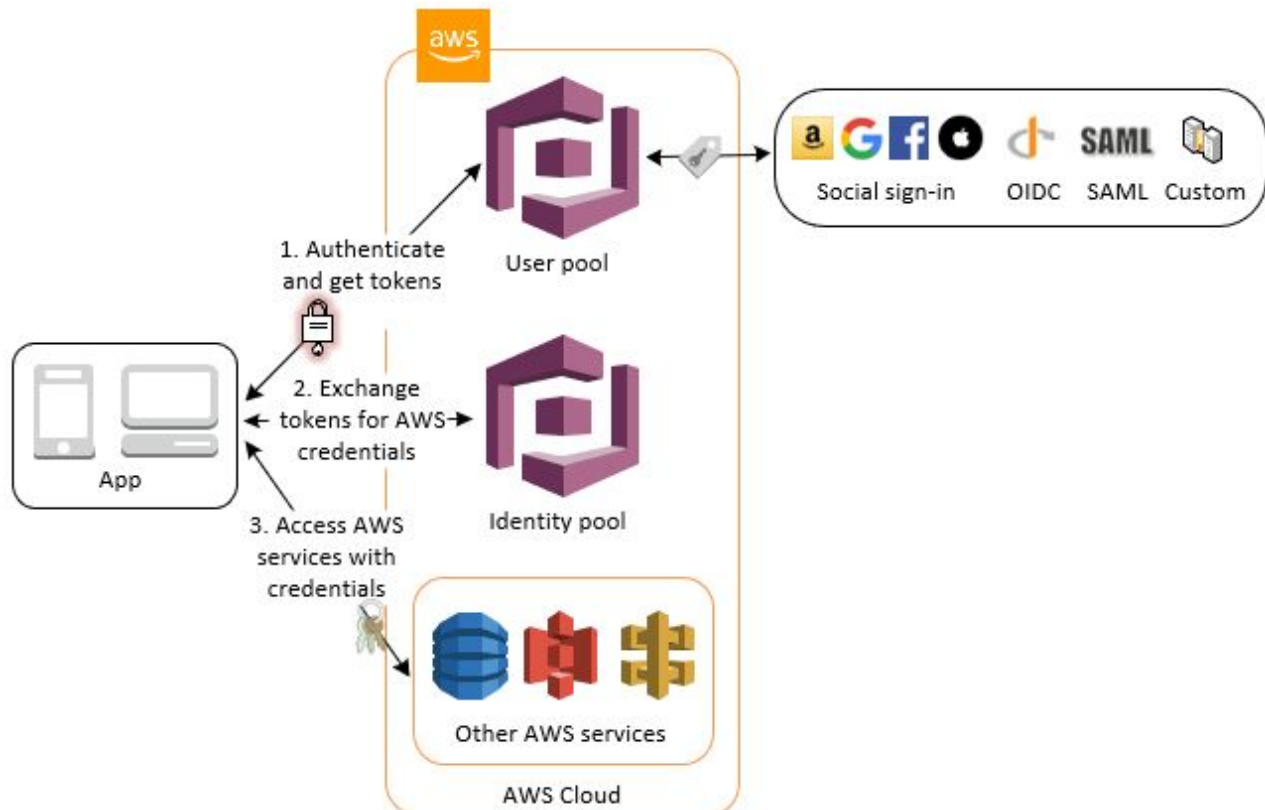 aws
a
SAML
Social sign-in
OIDC
SAML
Custom
1. Authenticate
and get tokens
User pool
2. Exchange
tokens for AWS
credentials
App
Identity pool
3. Access AWS
services with
credentials
Other AWS services
AWS Cloud